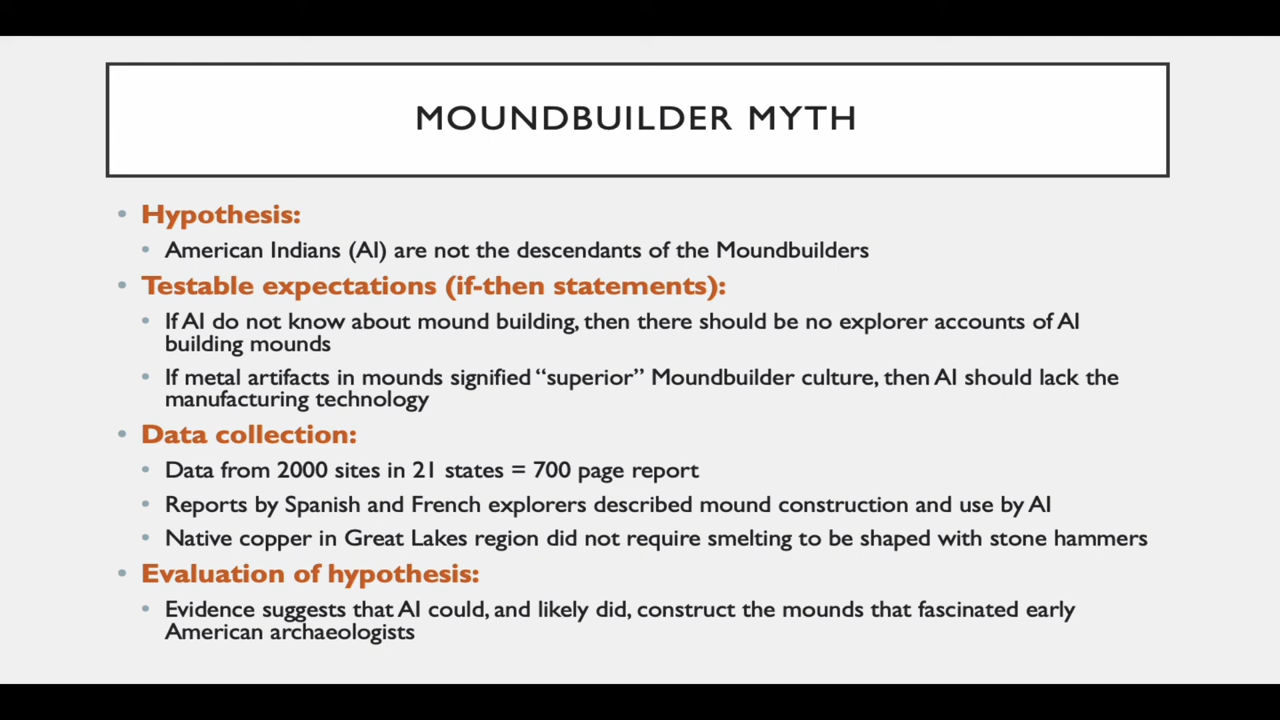 MOUNDBUILDER MYTH
• Hypothesis:
• American Indians (AI) are not the descendants of the Moundbuilders
• Testable expectations (if-then statements):
• If AI do not know about mound building, then there should be no explorer accounts of AI
building mounds
• If metal artifacts in mounds signified “superior” Moundbuilder culture, then AI should lack the
manufacturing technology
• Data collection:
• Data from 2000 sites in 21 states = 700 page report
• Reports by Spanish and French explorers described mound construction and use by AI
• Native copper in Great Lakes region did not require smelting to be shaped with stone hammers
• Evaluation of hypothesis:
• Evidence suggests that AI could, and likely did, construct the mounds that fascinated early
American archaeologists